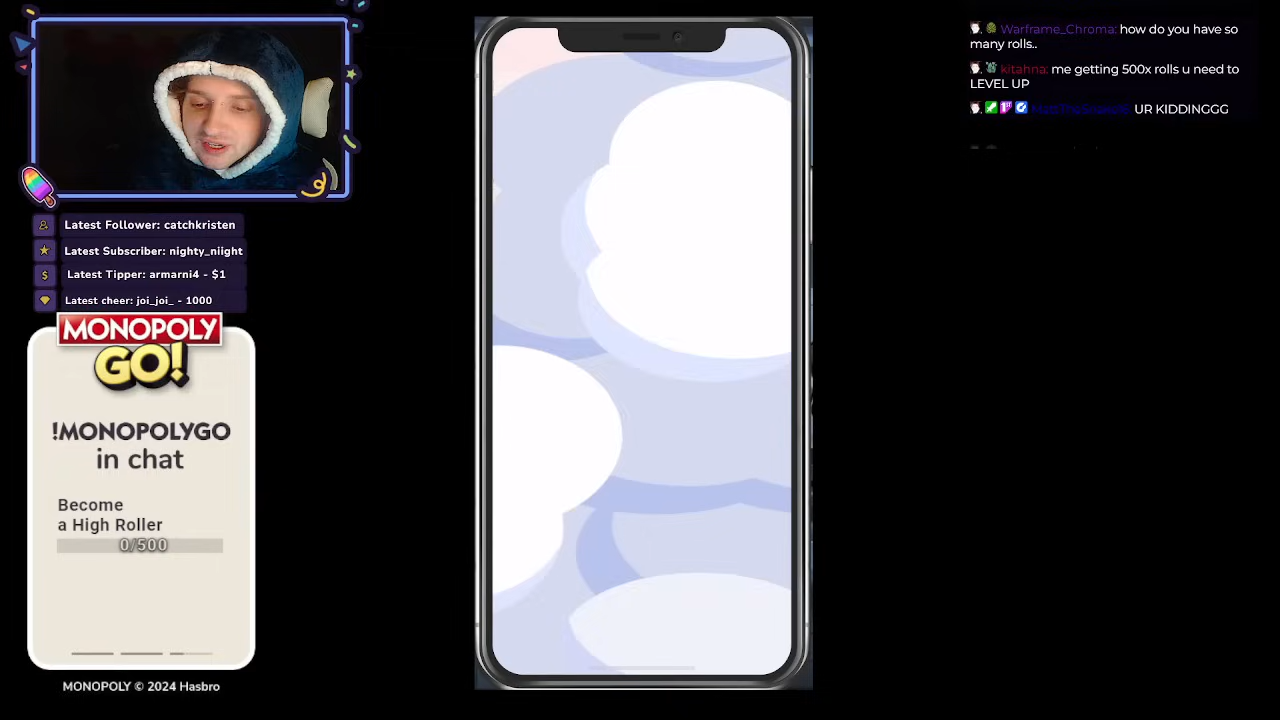 Latest Follower: catchkristen
Latest Subscriber: nighty_niight
$
Latest Tipper: armarni4 - $1
Latest cheer: joi_joi_ - 1000
MONOPOLY
GO!
!MONOPOLYGO
in chat
Become
a High Roller
0/500
MONOPOLY © 2024 Hasbro
Warframe_Chroma: how do you have so
many rolls..
kitahna: me getting 500x rolls u need to
LEVEL UP
UR KIDDINGGG